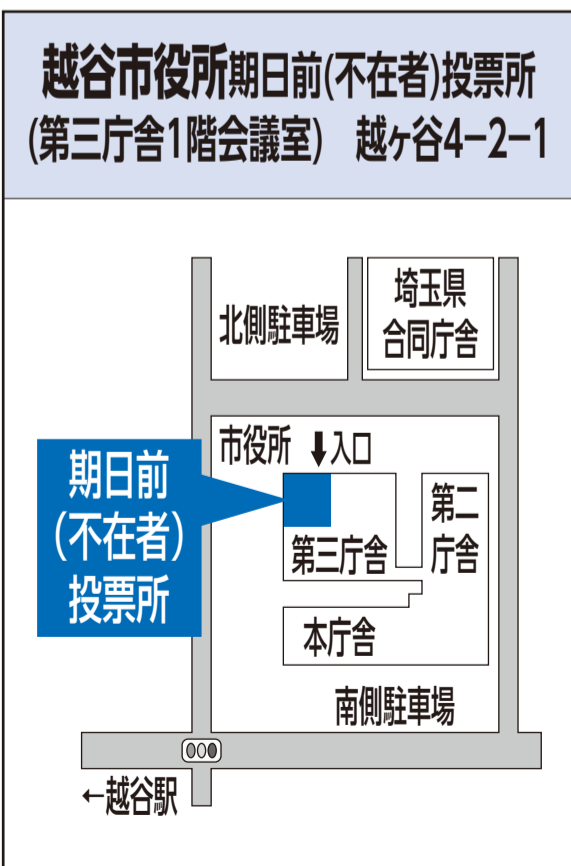 越谷市役所期日前(不在者)投票所
(第三庁舎1階会議室) 越ヶ谷4-2-1
北側駐車場
埼玉県
合同庁舎
市役所 ↓入口
期日前
(不在者)
投票所
第三庁舎
第二
庁舎
本庁舎
南側駐車場
←越谷駅